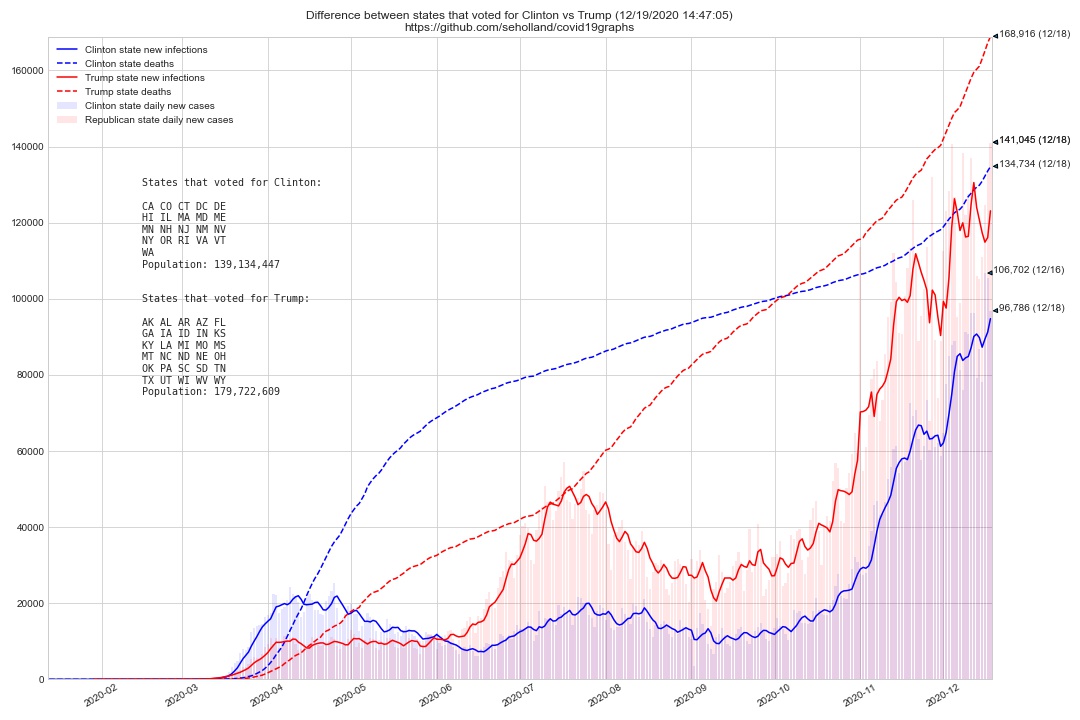 Difference between states that voted for Clinton vs Trump (12/19/2020 14:47:05)
https://github.com/seholland/covid19graphs
Clinton state new infections
Clinton state deaths
Trump state new infections
Trump state deaths
Clinton state daily new cases
Republican state daily new cases
States that voted for Clinton:
CA CO CT DC DE
HI IL MA MD ME
MN NH NJ NM NV
NY OR RI VA VT
WA
Population: 139,134,447
States that voted for Trump:
AK AL AR AZ FL
GA IA ID IN KS
KY LA MI MO MS
MT NC ND NE OH
OK PA SC SD TN
TX UT WI WV WY
Population: 179,722,609
168,916 (12/18)
141,045 (12/18)
134,734 (12/18)
106,702 (12/16)
96,786 (12/18)
160000
140000
120000
100000
80000
60000
40000
20000
0
2020-02
2020-03
2020-04
2020-05
2020-06
2020-07
2020-08
2020-09
2020-10
2020-11
2020-12